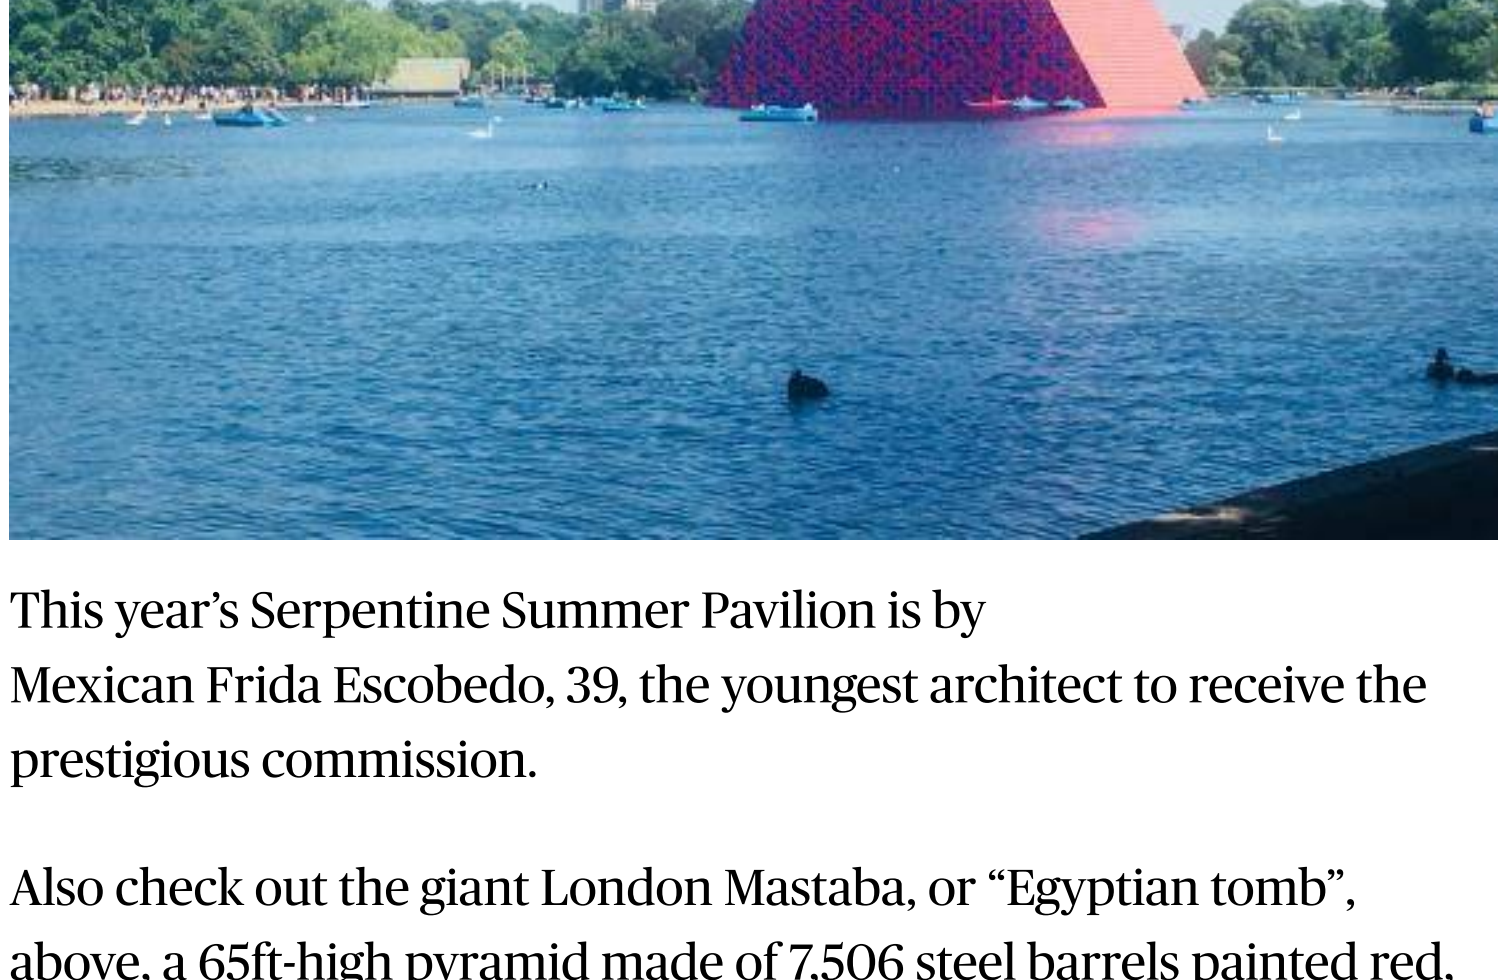 This year’s Serpentine Summer Pavilion is by
Mexican Frida Escobedo, 39, the youngest architect to receive the
prestigious commission.
Also check out the giant London Mastaba, or “Egyptian tomb”,
above, a 65ft-high pyramid made of 7,506 steel barrels painted red,